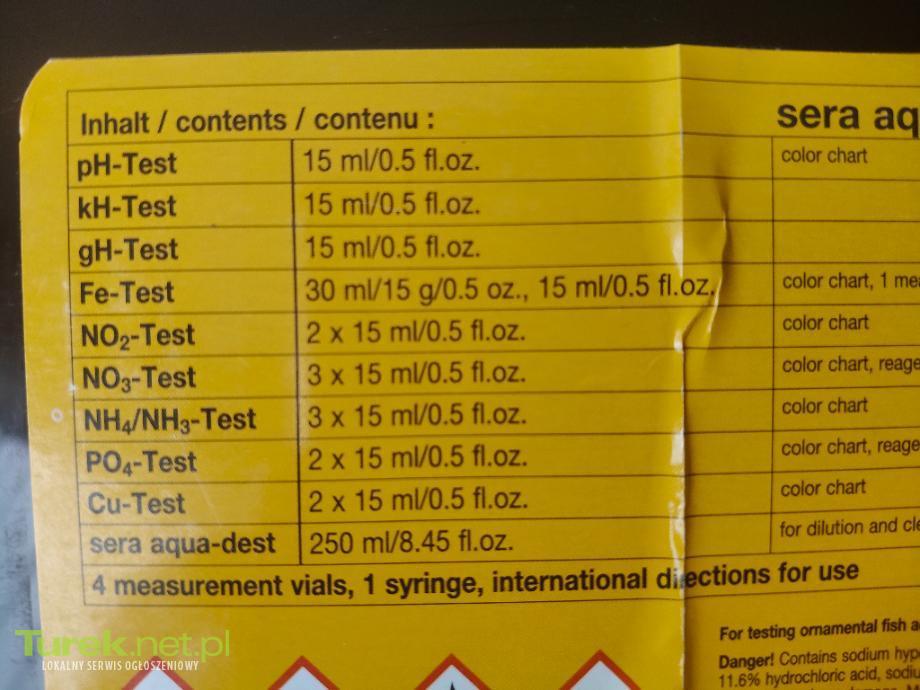 Inhalt / contents / contenu : sera aq
pH-Test 15 ml/0.5 fl.oz. color chart
kH-Test 15 ml/0.5 fl.oz.
gH-Test 15 ml/0.5 fl.oz.
Fe-Test 30 ml/15 g/0.5 oz., 15 ml/0.5 fl.oz. color chart, 1 mea
NO₂-Test 2 x 15 ml/0.5 fl.oz. color chart
NO₃-Test 3 x 15 ml/0.5 fl.oz. color chart, reage
NH₄/NH₃-Test 3 x 15 ml/0.5 fl.oz. color chart
PO₄-Test 2 x 15 ml/0.5 fl.oz. color chart, reage
Cu-Test 2 x 15 ml/0.5 fl.oz. color chart
sera aqua-dest 250 ml/8.45 fl.oz. for dilution and cle
4 measurement vials, 1 syringe, international directions for use
For testing ornamental fish a
Danger! Contains sodium hyp
11.6% hydrochloric acid, sodiu
Turek.net.pl
LOKALNY SERWIS OGŁOSZENIOWY